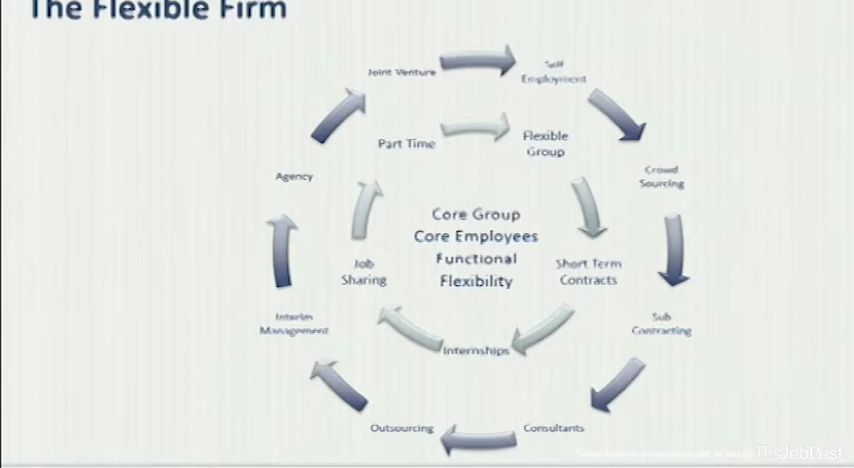 The Flexible Firm
Joint Venture
Self
Employment
Part Time
Flexible
Group
Agency
Crowd
Sourcing
Core Group
Core Employees
Functional
Flexibility
Job
Sharing
Short Term
Contracts
Interim
Management
Sub
Contracting
Internships
Outsourcing
Consultants
TheJobPost